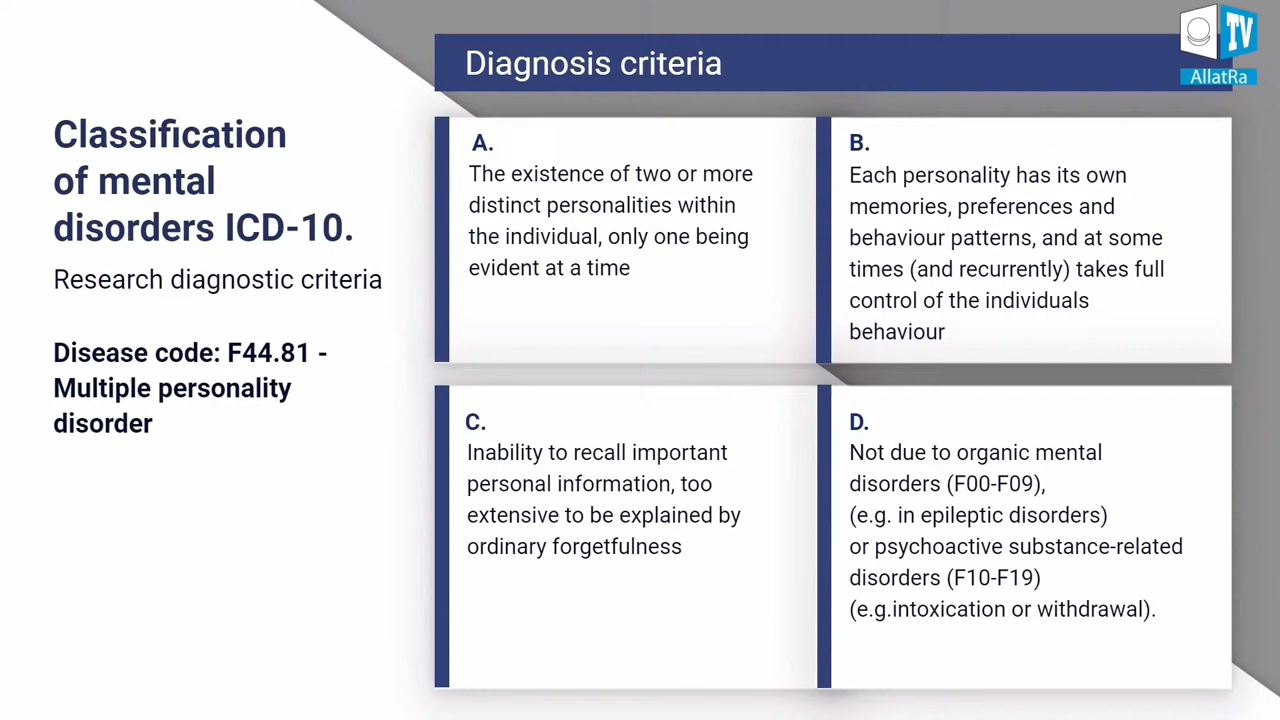 Classification
of mental
disorders ICD-10.
Research diagnostic criteria
Disease code: F44.81 -
Multiple personality
disorder
Diagnosis criteria
TV
AllatRa
A.
The existence of two or more
distinct personalities within
the individual, only one being
evident at a time
B.
Each personality has its own
memories, preferences and
behaviour patterns, and at some
times (and recurrently) takes full
control of the individuals
behaviour
C.
Inability to recall important
personal information, too
extensive to be explained by
ordinary forgetfulness
D.
Not due to organic mental
disorders (F00-F09),
(e.g. in epileptic disorders)
or psychoactive substance-related
disorders (F10-F19)
(e.g.intoxication or withdrawal).